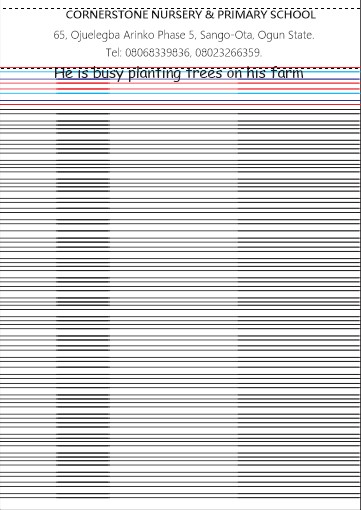 CORNERSTONE NURSERY & PRIMARY SCHOOL
65, Ojuelegba Arinko Phase 5, Sango-Ota, Ogun State.
Tel: 08068339836, 08023266359.
He is busy planting trees on his farm